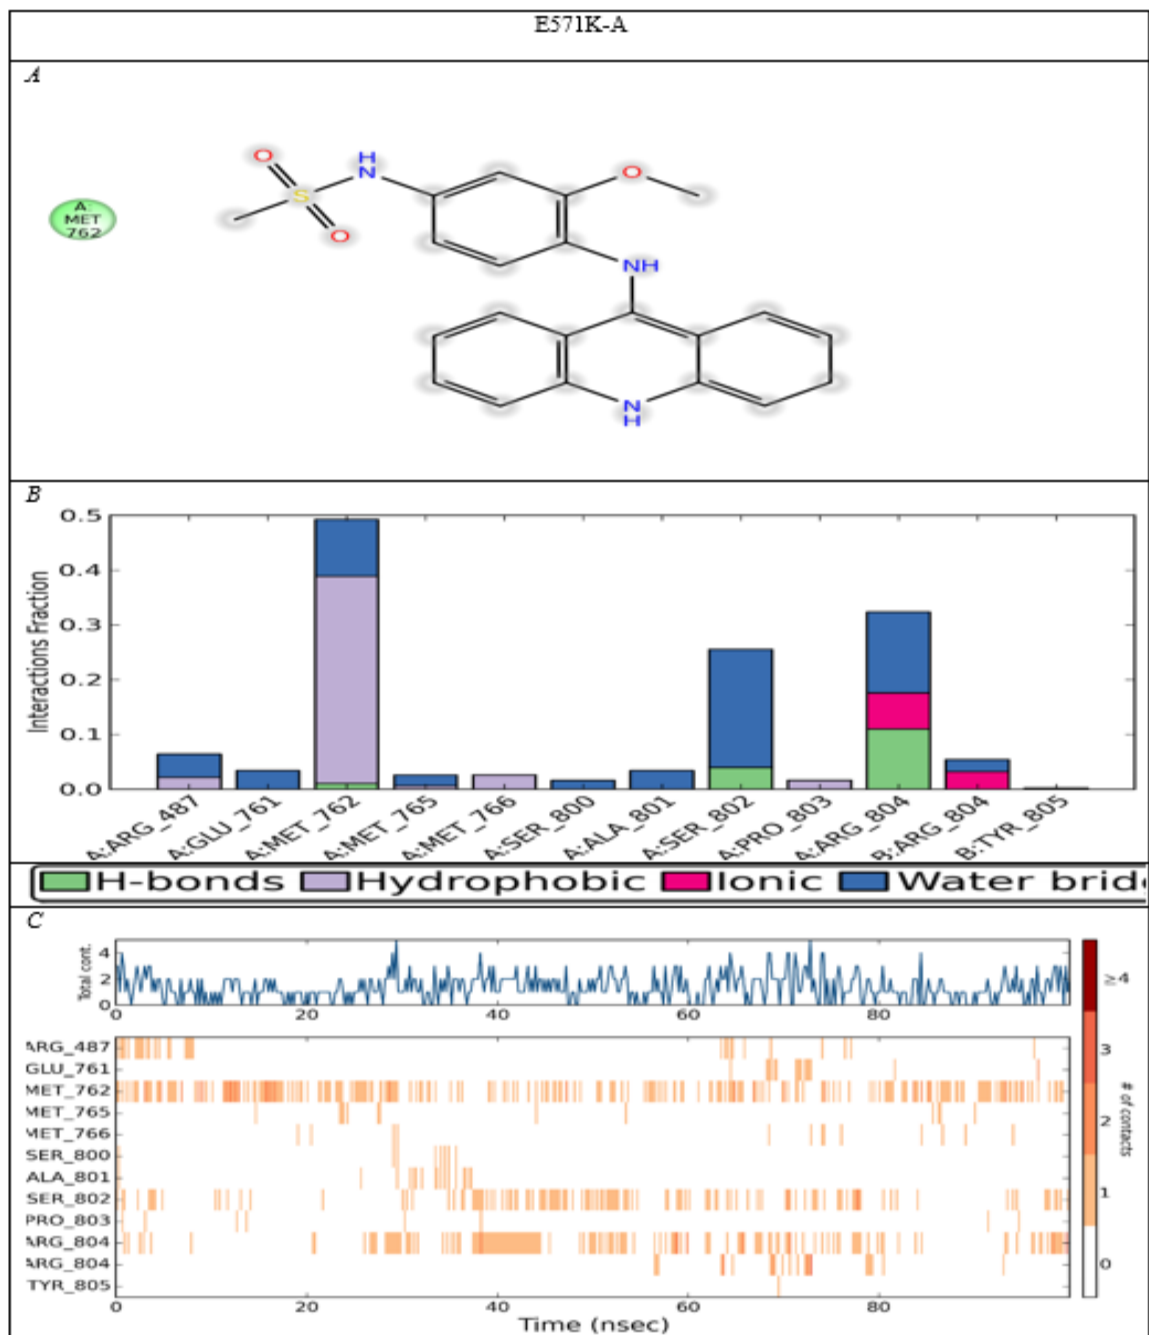 E571K-A
A
A:
MET
762
O
S
O
H
N
O
NH
N
H
B
Interactions Fraction
0.5
0.4
0.3
0.2
0.1
0.0
A:ARG_487
A:GLU_761
A:MET_762
A:MET_765
A:MET_766
A:SER_800
A:ALA_801
A:SER_802
A:PRO_803
A:ARG_804
B:ARG_804
B:TYR_805
H-bonds Hydrophobic Ionic Water brid
C
Total cont.
4
2
0
0 20 40 60 80
ARG_487
GLU_761
MET_762
MET_765
MET_766
SER_800
ALA_801
SER_802
PRO_803
ARG_804
ARG_804
TYR_805
0 20 40 60 80
Time (nsec)
≥4
3
2
1
0
# of contacts